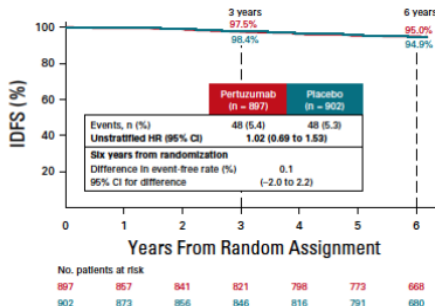 3 years
6 years
97.5%
98.4%
95.0%
94.9%
IDFS (%)
100
80
60
40
20
Pertuzumab
(n = 897)
Placebo
(n = 902)
Events, n (%) 48 (5.4) 48 (5.3)
Unstratified HR (95% CI) 1.02 (0.69 to 1.53)
Six years from randomization
Difference in event-free rate (%) 0.1
95% CI for difference (–2.0 to 2.2)
0 1 2 3 4 5 6
Years From Random Assignment
No. patients at risk
897 857 841 821 798 773 668
902 873 856 846 816 791 680